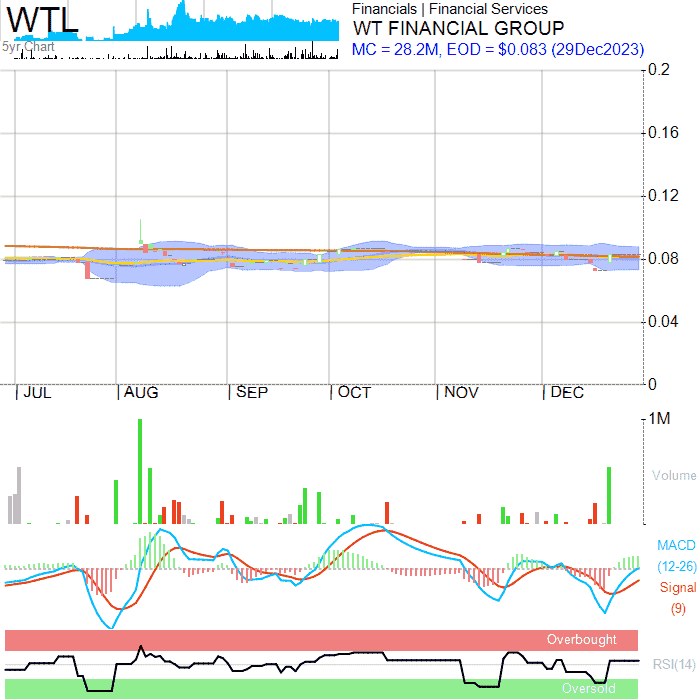 WTL
5yr Chart
Financials | Financial Services
WT FINANCIAL GROUP
MC = 28.2M, EOD = $0.083 (29Dec2023)
0.2
0.16
0.12
0.08
0.04
0
JUL AUG SEP OCT NOV DEC
1M
Volume
MACD
(12-26)
Signal
(9)
Overbought
RSI(14)
Oversold